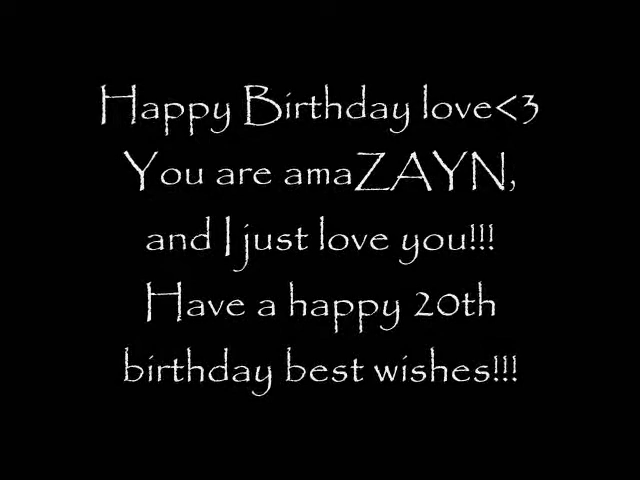 Happy Birthday love<3
You are amaZAYN,
and I just love you!!!
Have a happy 20th
birthday best wishes!!!